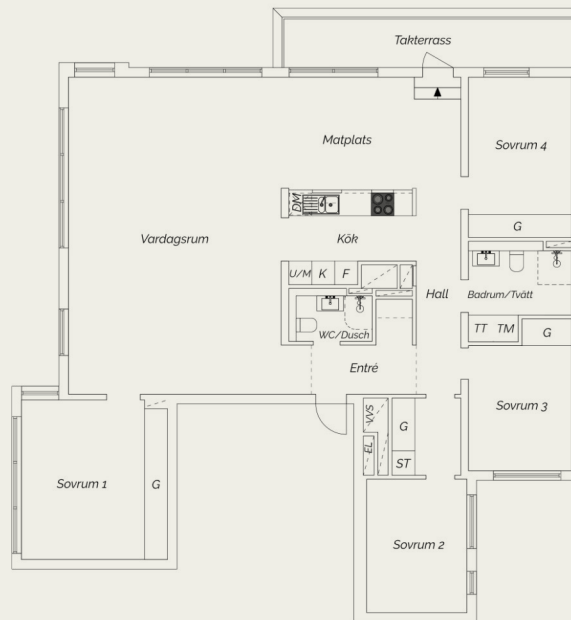 Takterrass
Matplats
Sovrum 4
DM
G
Vardagsrum
Kök
U/M K F
Hall
Badrum/Tvätt
WC/Dusch
TT TM
G
Entré
VVS
G
Sovrum 3
EL
ST
Sovrum 1
G
Sovrum 2